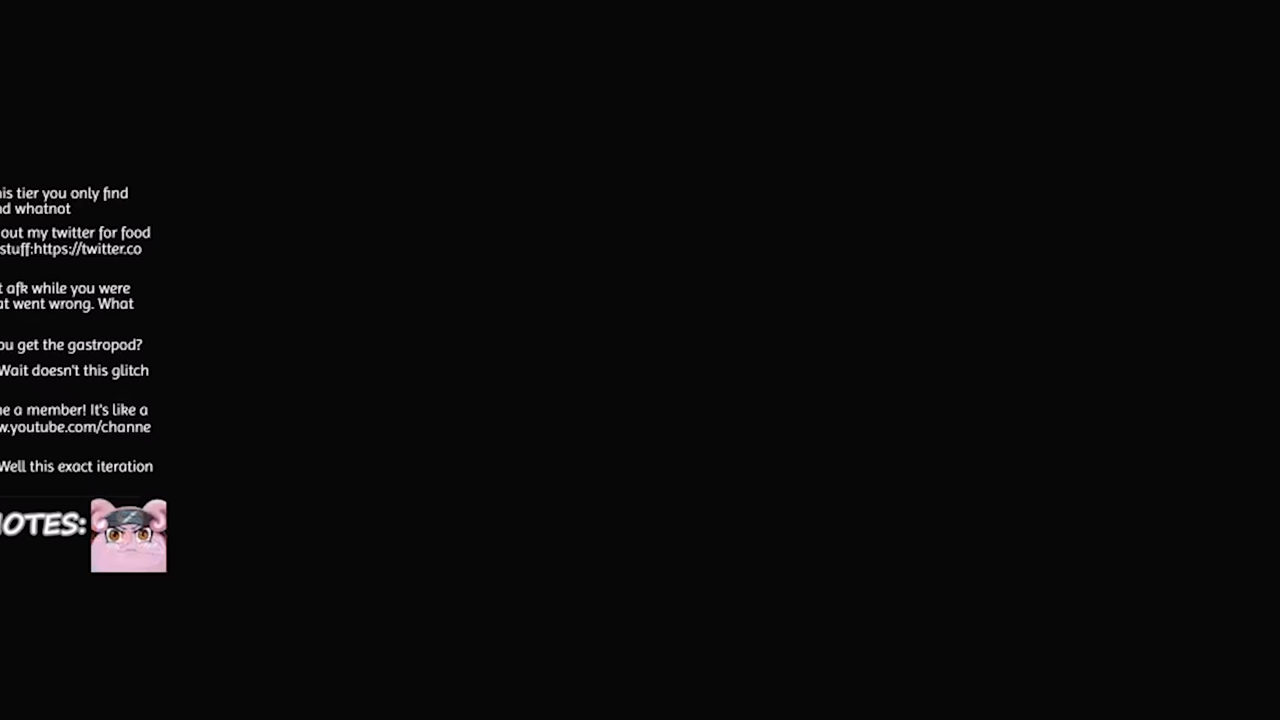 is tier you only find
nd whatnot
out my twitter for food
stuff:https://twitter.co
t afk while you were
at went wrong. What
ou get the gastropod?
Wait doesn't this glitch
ne a member! It's like a
w.youtube.com/channe
Well this exact iteration
OTES: